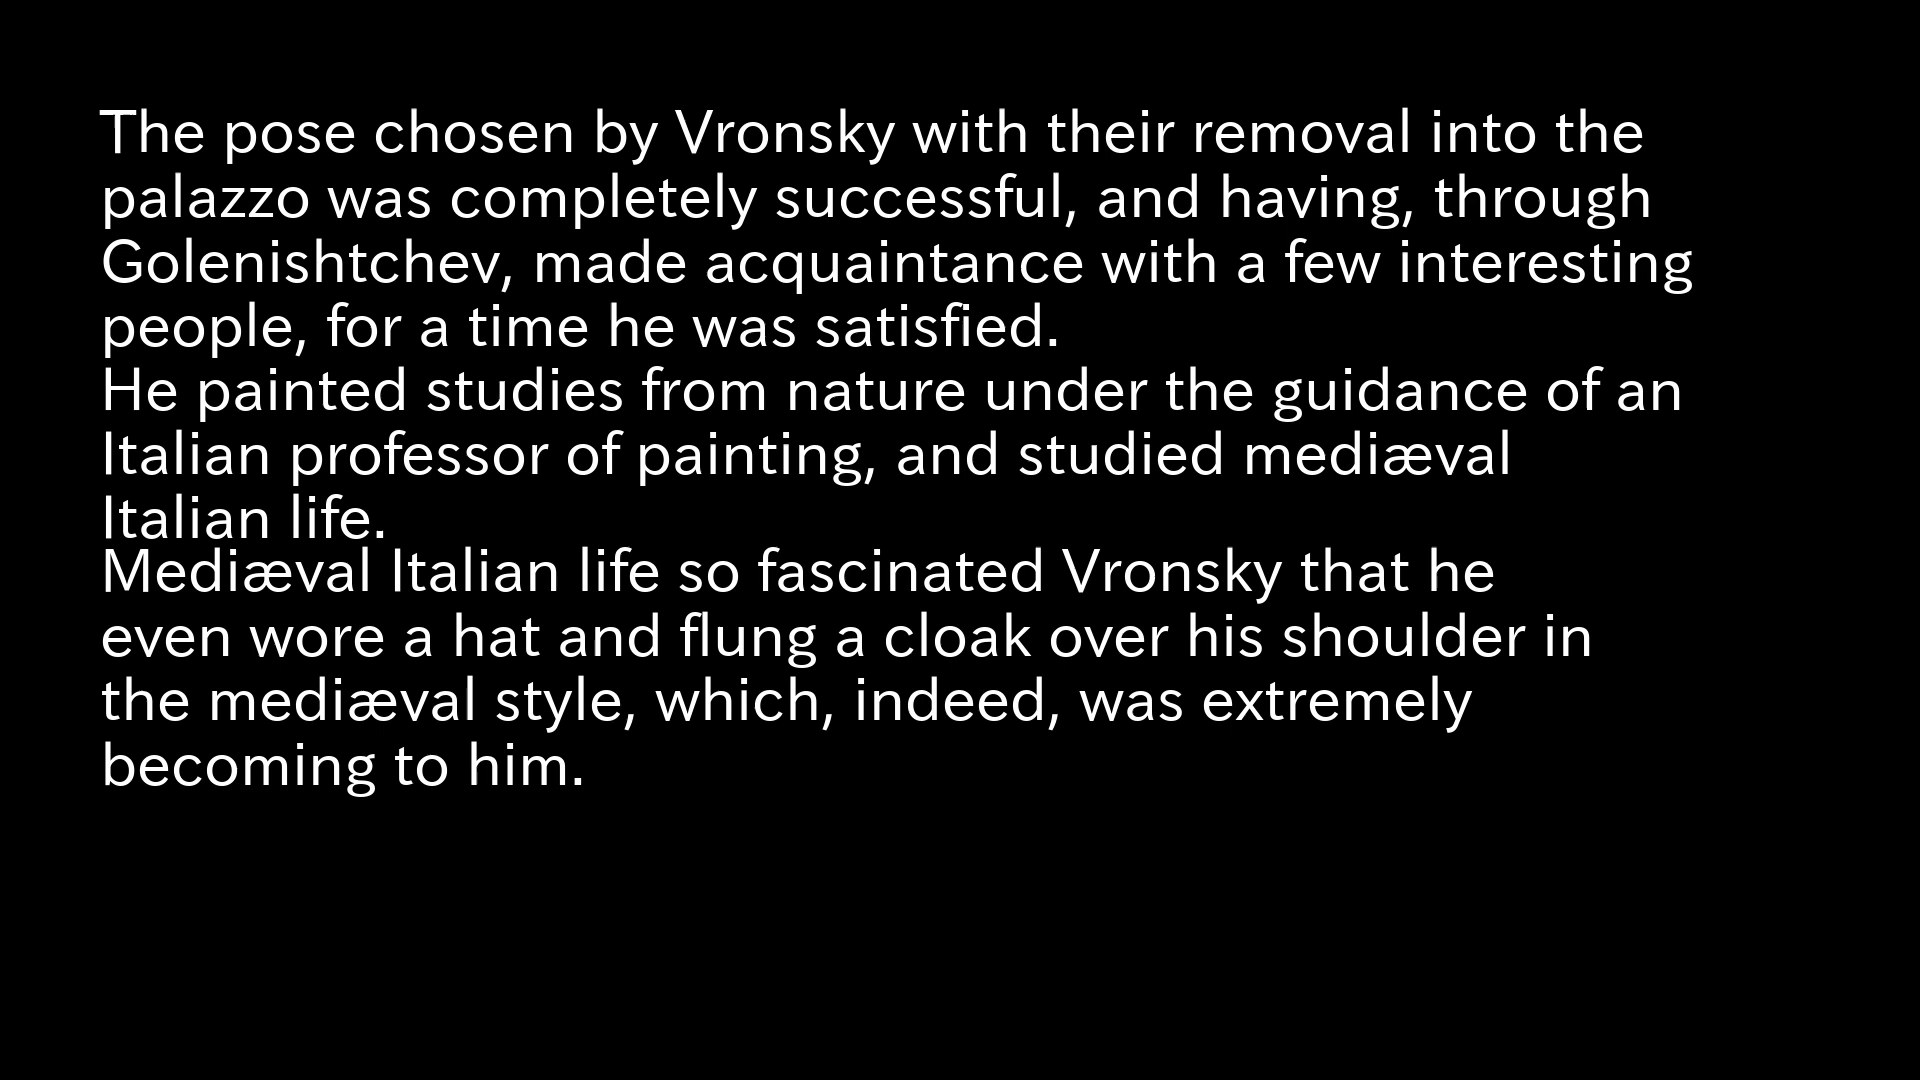 The pose chosen by Vronsky with their removal into the
palazzo was completely successful, and having, through
Golenishtchev, made acquaintance with a few interesting
people, for a time he was satisfied.
He painted studies from nature under the guidance of an
Italian professor of painting, and studied mediæval
Italian life.
Mediæval Italian life so fascinated Vronsky that he
even wore a hat and flung a cloak over his shoulder in
the mediæval style, which, indeed, was extremely
becoming to him.